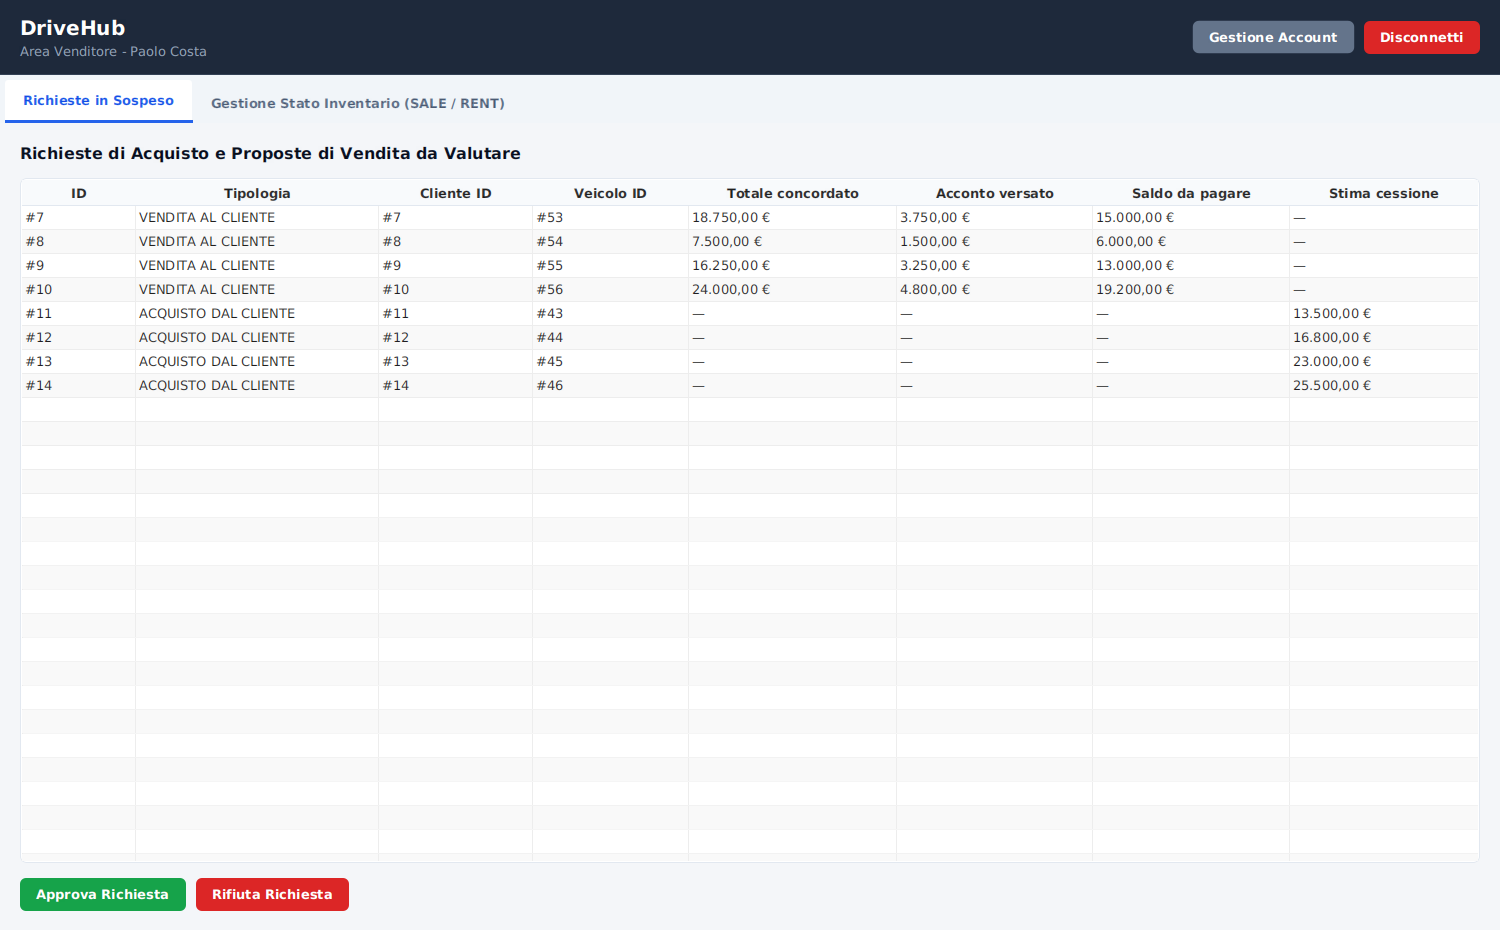 DriveHub
Area Venditore - Paolo Costa
Gestione Account
Disconnetti
Richieste in Sospeso
Gestione Stato Inventario (SALE / RENT)
Richieste di Acquisto e Proposte di Vendita da Valutare
ID Tipologia Cliente ID Veicolo ID Totale concordato Acconto versato Saldo da pagare Stima cessione
#7 VENDITA AL CLIENTE #7 #53 18.750,00 € 3.750,00 € 15.000,00 € —
#8 VENDITA AL CLIENTE #8 #54 7.500,00 € 1.500,00 € 6.000,00 € —
#9 VENDITA AL CLIENTE #9 #55 16.250,00 € 3.250,00 € 13.000,00 € —
#10 VENDITA AL CLIENTE #10 #56 24.000,00 € 4.800,00 € 19.200,00 € —
#11 ACQUISTO DAL CLIENTE #11 #43 — — — 13.500,00 €
#12 ACQUISTO DAL CLIENTE #12 #44 — — — 16.800,00 €
#13 ACQUISTO DAL CLIENTE #13 #45 — — — 23.000,00 €
#14 ACQUISTO DAL CLIENTE #14 #46 — — — 25.500,00 €
Approva Richiesta
Rifiuta Richiesta